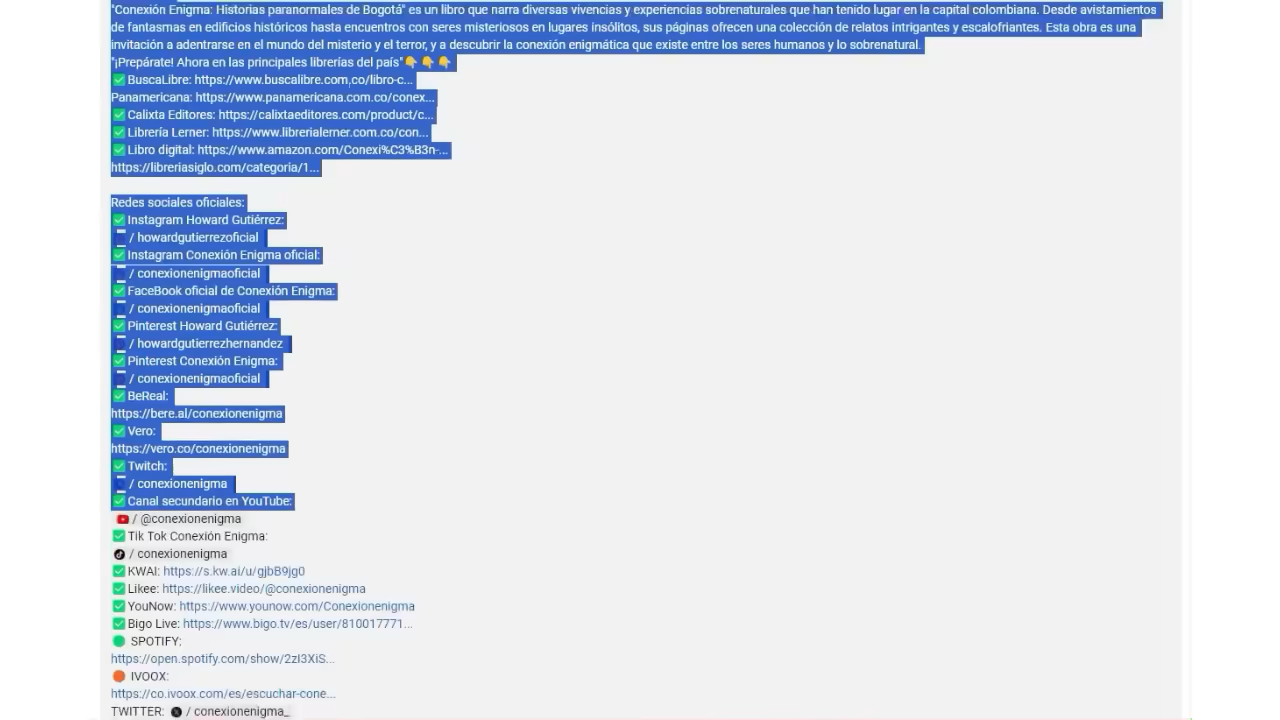 "Conexión Enigma: Historias paranormales de Bogotá" es un libro que narra diversas vivencias y experiencias sobrenaturales que han tenido lugar en la capital colombiana. Desde avistamientos
de fantasmas en edificios históricos hasta encuentros con seres misteriosos en lugares insólitos, sus páginas ofrecen una colección de relatos intrigantes y escalofriantes. Esta obra es una
invitación a adentrarse en el mundo del misterio y el terror, y a descubrir la conexión enigmática que existe entre los seres humanos y lo sobrenatural.
"¡Prepárate! Ahora en las principales librerías del país"👇👇👇
✅ BuscaLibre: https://www.buscalibre.com,co/libro-c...
Panamericana: https://www.panamericana.com.co/conex...
✅ Calixta Editores: https://calixtaeditores.com/product/c...
✅ Librería Lerner: https://www.librerialerner.com.co/con...
✅ Libro digital: https://www.amazon.com/Conexi%C3%B3n-...
https://libreriasiglo.com/categoria/1...
Redes sociales oficiales:
✅ Instagram Howard Gutiérrez:
/ howardgutierrezoficial
✅ Instagram Conexión Enigma oficial:
/ conexionenigmaoficial
✅ FaceBook oficial de Conexión Enigma:
/ conexionenigmaoficial
✅ Pinterest Howard Gutiérrez:
/ howardgutierrezhernandez
✅ Pinterest Conexión Enigma:
/ conexionenigmaoficial
✅ BeReal:
https://bere.al/conexionenigma
✅ Vero:
https://vero.co/conexionenigma
✅ Twitch:
/ conexionenigma
✅ Canal secundario en YouTube:
/ @conexionenigma
✅ Tik Tok Conexión Enigma:
/ conexionenigma
✅ KWAI: https://s.kw.ai/u/gjbB9jg0
✅ Likee: https://likee.video/@conexionenigma
✅ YouNow: https://www.younow.com/Conexionenigma
✅ Bigo Live: https://www.bigo.tv/es/user/810017771...
🟢 SPOTIFY:
https://open.spotify.com/show/2zI3XiS...
🟠 IVOOX:
https://co.ivoox.com/es/escuchar-cone...
TWITTER: / conexionenigma_